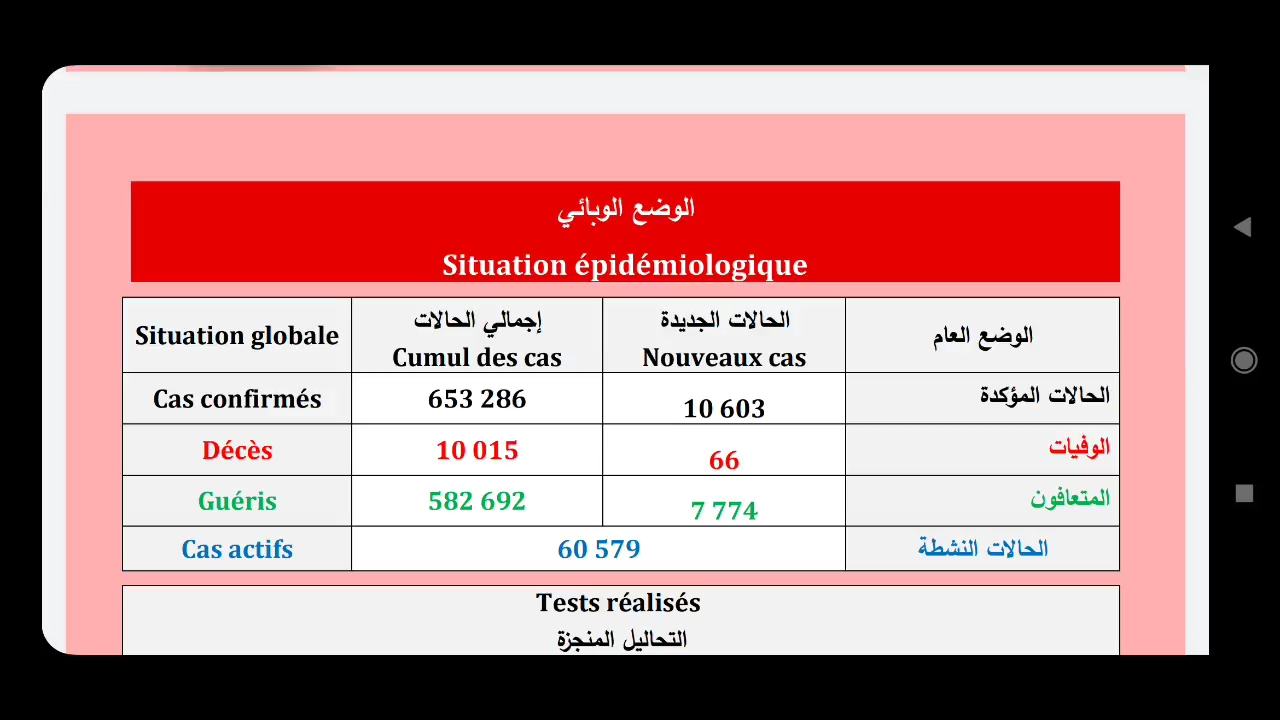 الوضع الوبائي
Situation épidémiologique
Situation globale
إجمالي الحالات
Cumul des cas
الحالات الجديدة
Nouveaux cas
الوضع العام
Cas confirmés
653 286
10 603
الحالات المؤكدة
Décès
10 015
66
الوفيات
Guéris
582 692
7 774
المتعافون
Cas actifs
60 579
الحالات النشطة
Tests réalisés
التحاليل المنجزة